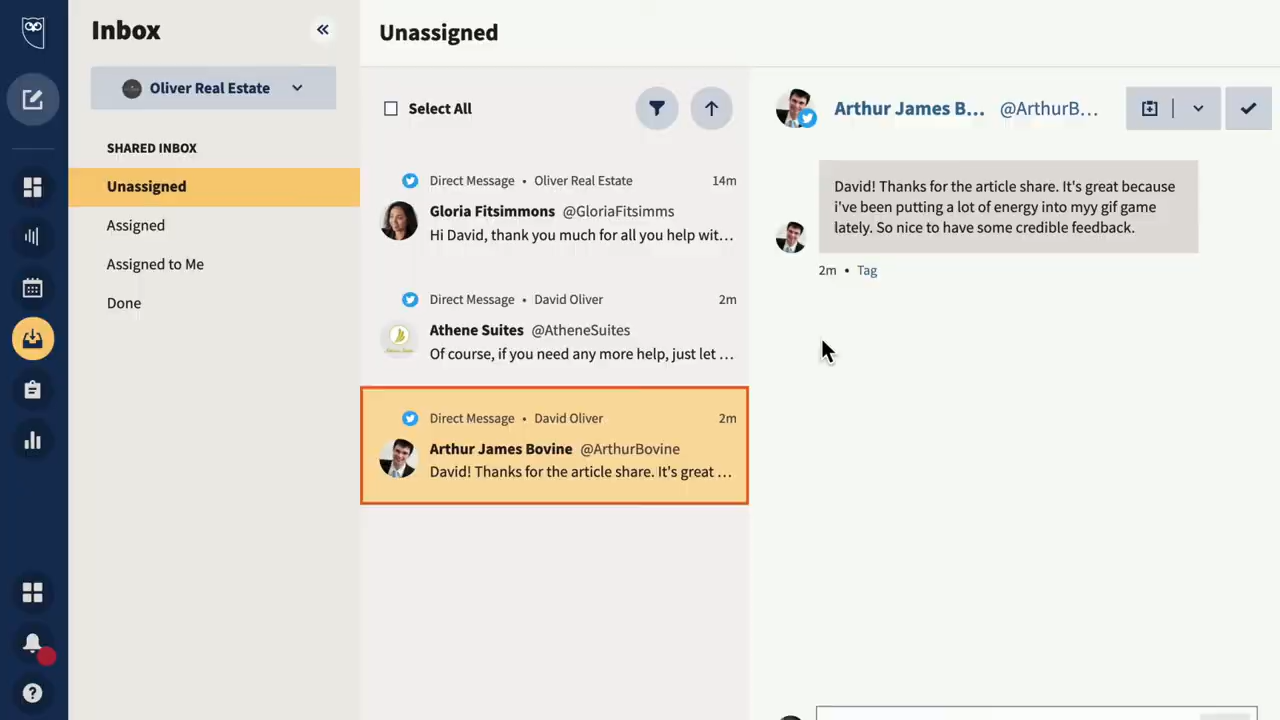 Inbox
Oliver Real Estate
SHARED INBOX
Unassigned
Assigned
Assigned to Me
Done
Unassigned
Select All
Direct Message • Oliver Real Estate 14m
Gloria Fitsimmons @GloriaFitsimms
Hi David, thank you much for all you help wit...
Direct Message • David Oliver 2m
Athene Suites @AtheneSuites
Of course, if you need any more help, just let ...
Direct Message • David Oliver 2m
Arthur James Bovine @ArthurBovine
David! Thanks for the article share. It's great ...
Arthur James B... @ArthurB...
David! Thanks for the article share. It's great because
i've been putting a lot of energy into myy gif game
lately. So nice to have some credible feedback.
2m • Tag